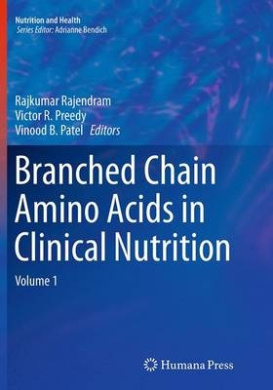 Nutrition and Health
Series Editor: Adrianne Bendich
Rajkumar Rajendram
Victor R. Preedy
Vinood B. Patel Editors
Branched Chain
Amino Acids in
Clinical Nutrition
Volume 1
Humana Press